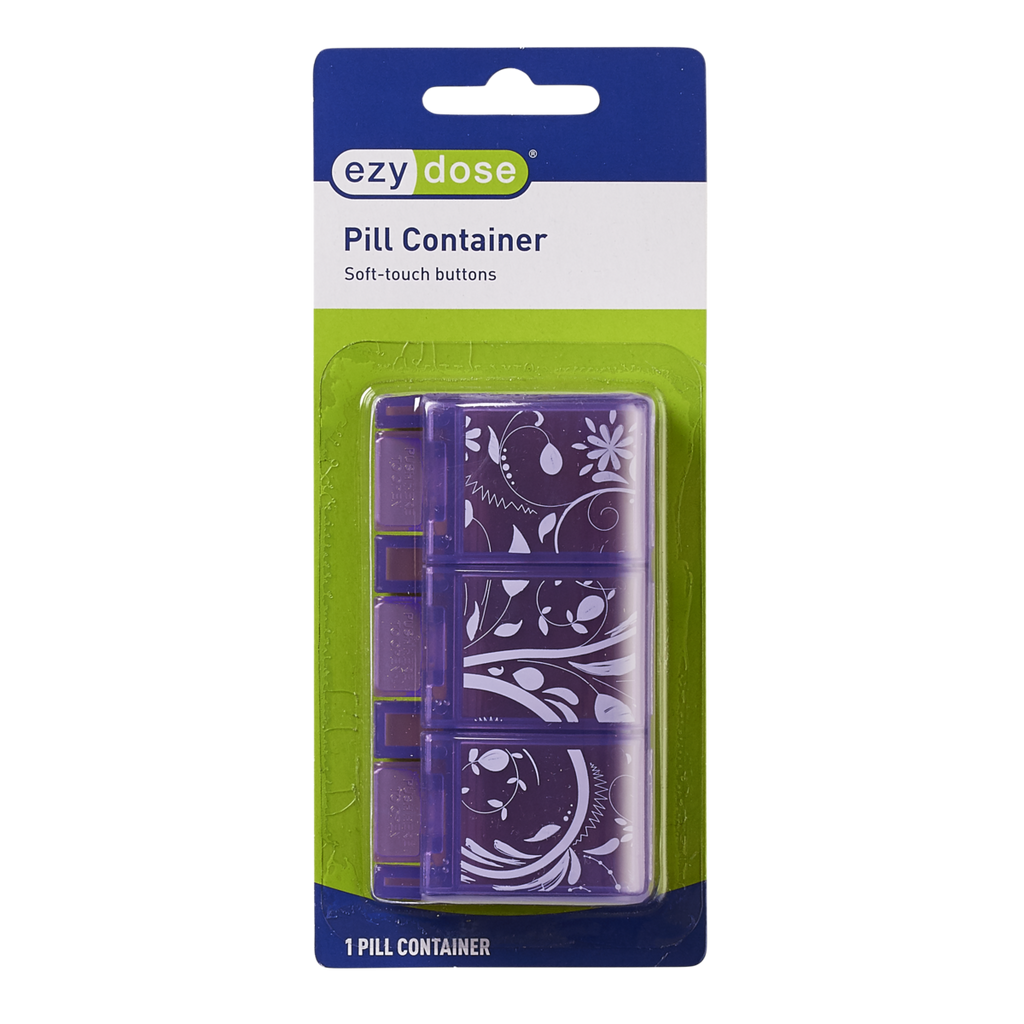 ezy dose®
Pill Container
Soft-touch buttons
1 PILL CONTAINER